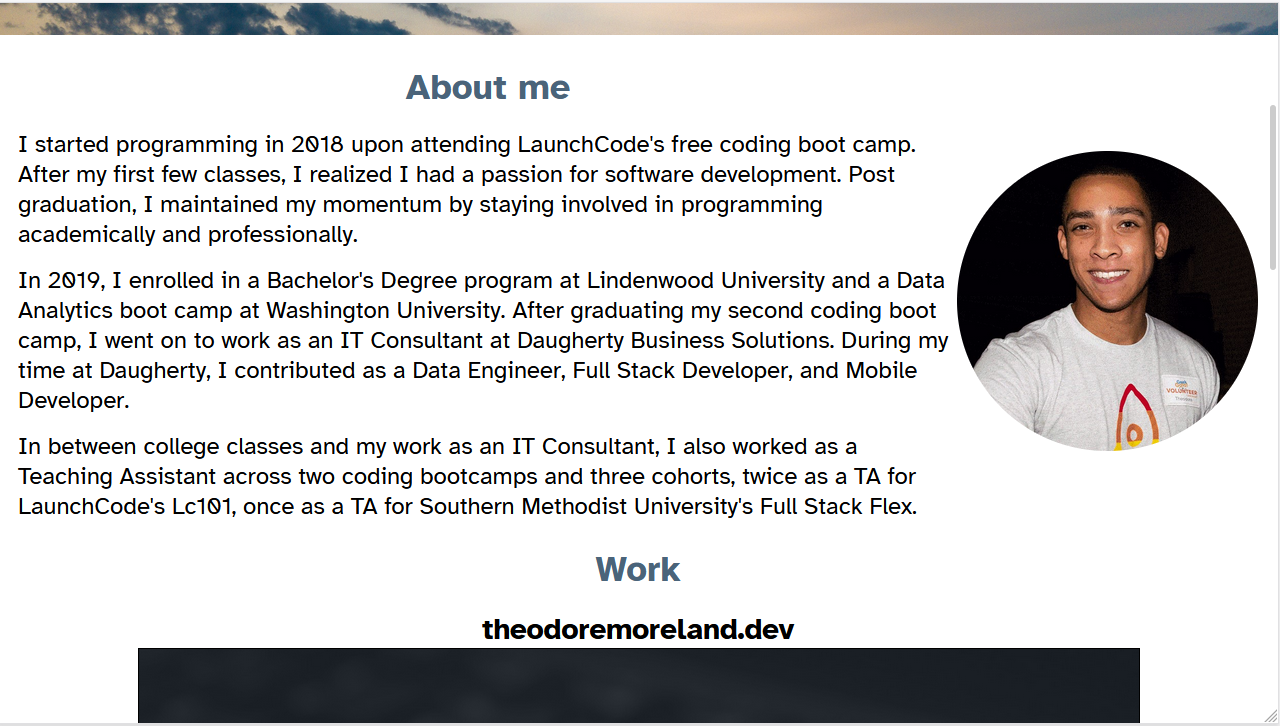 About me
I started programming in 2018 upon attending LaunchCode's free coding boot camp.
After my first few classes, I realized I had a passion for software development. Post
graduation, I maintained my momentum by staying involved in programming
academically and professionally.
In 2019, I enrolled in a Bachelor's Degree program at Lindenwood University and a Data
Analytics boot camp at Washington University. After graduating my second coding boot
camp, I went on to work as an IT Consultant at Daugherty Business Solutions. During my
time at Daugherty, I contributed as a Data Engineer, Full Stack Developer, and Mobile
Developer.
In between college classes and my work as an IT Consultant, I also worked as a
Teaching Assistant across two coding bootcamps and three cohorts, twice as a TA for
LaunchCode's Lc101, once as a TA for Southern Methodist University's Full Stack Flex.
VOLUNTEER
Work
theodoremoreland.dev